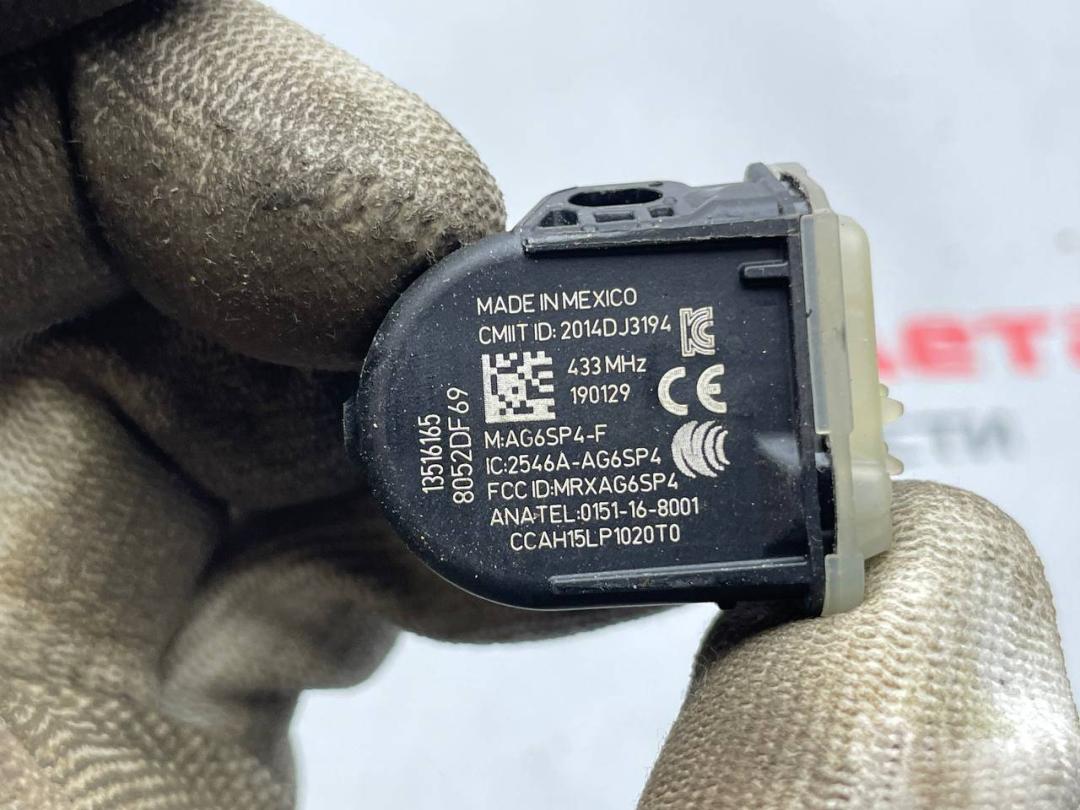 MADE IN MEXICO
CMIIT ID: 2014DJ3194
433 MHz
190129
13516165
8052DF69
M:AG6SP4-F
IC:2546A-AG6SP4
FCC ID:MRXAG6SP4
ANATEL:0151-16-8001
CCAH15LP1020T0
CE